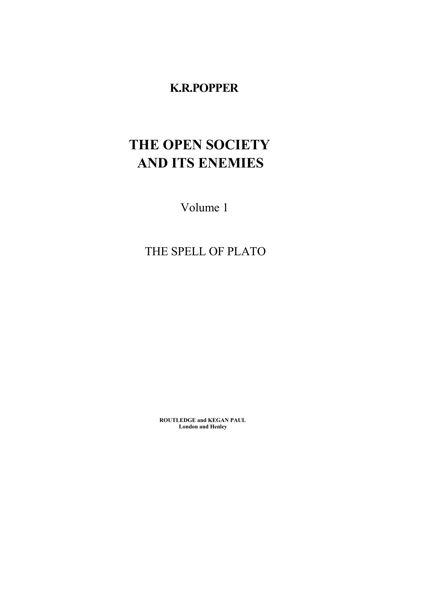 K.R.POPPER
THE OPEN SOCIETY
AND ITS ENEMIES
Volume 1
THE SPELL OF PLATO
ROUTLEDGE and KEGAN PAUL
London and Henley